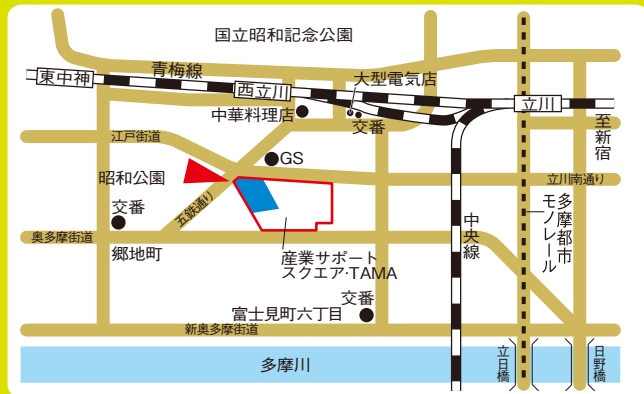 国立昭和記念公園
青梅線
大型電気店
東中神
西立川
立川
中華料理店
交番
至新宿
江戸街道
GS
昭和公園
立川南通り
五鉄通り
交番
多摩都市
モノレール
中央線
奥多摩街道
郷地町
産業サポート
スクエア・TAMA
交番
富士見町六丁目
新奥多摩街道
多摩川
立日橋
日野橋